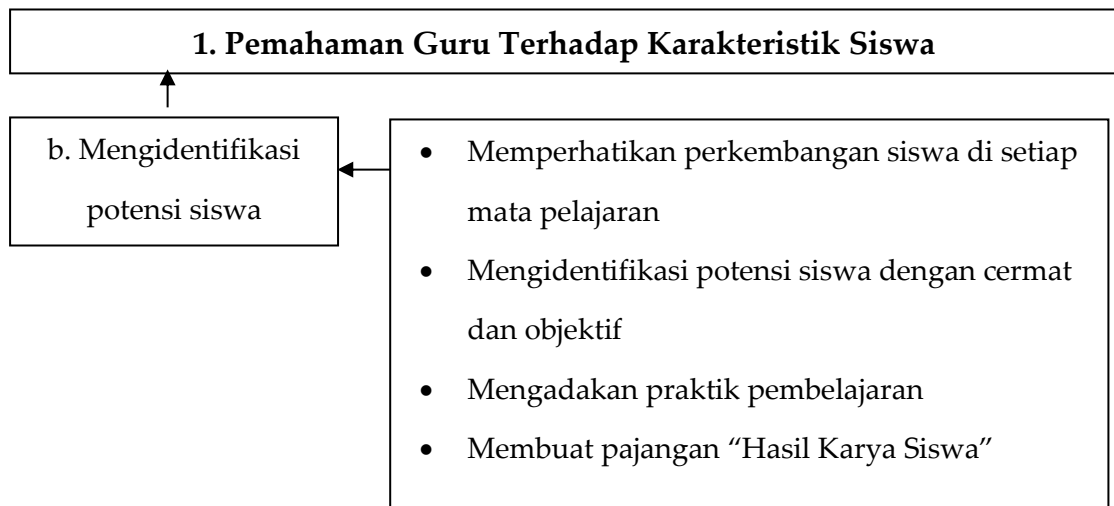 1. Pemahaman Guru Terhadap Karakteristik Siswa
b. Mengidentifikasi
potensi siswa
• Memperhatikan perkembangan siswa di setiap
mata pelajaran
• Mengidentifikasi potensi siswa dengan cermat
dan objektif
• Mengadakan praktik pembelajaran
• Membuat pajangan “Hasil Karya Siswa”